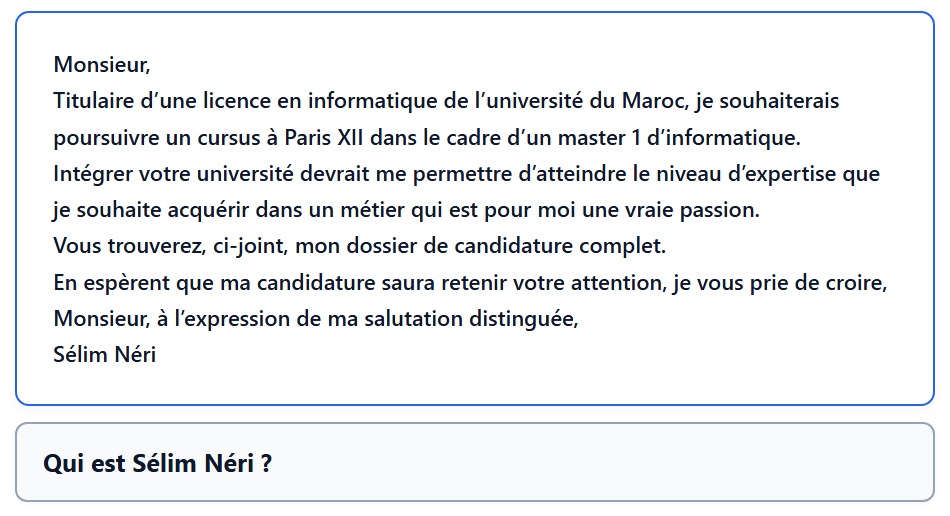 Monsieur,
Titulaire d’une licence en informatique de l’université du Maroc, je souhaiterais
poursuivre un cursus à Paris XII dans le cadre d’un master 1 d’informatique.
Intégrer votre université devrait me permettre d’atteindre le niveau d’expertise que
je souhaite acquérir dans un métier qui est pour moi une vraie passion.
Vous trouverez, ci-joint, mon dossier de candidature complet.
En espèrent que ma candidature saura retenir votre attention, je vous prie de croire,
Monsieur, à l’expression de ma salutation distinguée,
Sélim Néri
Qui est Sélim Néri ?